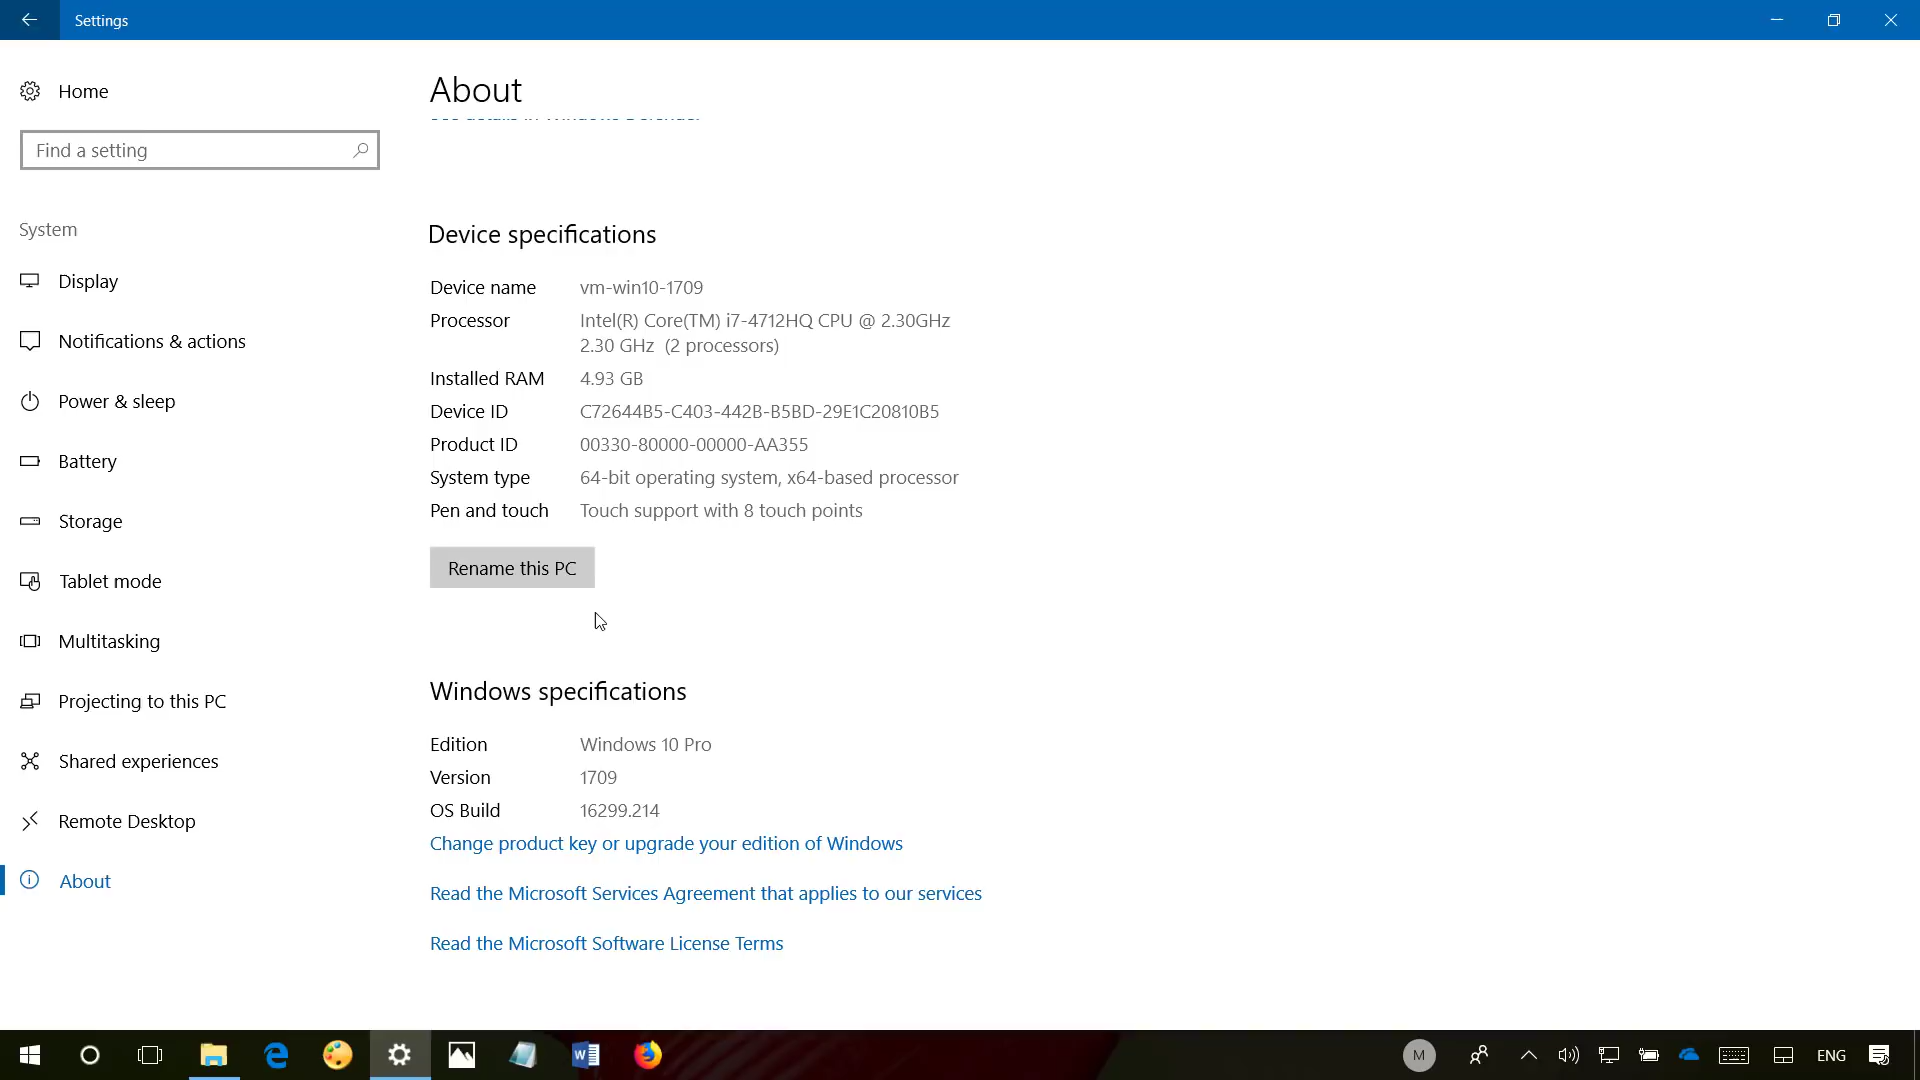 Settings
Home
About
Find a setting
System
Display
Notifications & actions
Power & sleep
Battery
Storage
Tablet mode
Multitasking
Projecting to this PC
Shared experiences
Remote Desktop
About
See details in Windows Defender
Device specifications
Device name vm-win10-1709
Processor Intel(R) Core(TM) i7-4712HQ CPU @ 2.30GHz
2.30 GHz (2 processors)
Installed RAM 4.93 GB
Device ID C72644B5-C403-442B-B5BD-29E1C20810B5
Product ID 00330-80000-00000-AA355
System type 64-bit operating system, x64-based processor
Pen and touch Touch support with 8 touch points
Rename this PC
Windows specifications
Edition Windows 10 Pro
Version 1709
OS Build 16299.214
Change product key or upgrade your edition of Windows
Read the Microsoft Services Agreement that applies to our services
Read the Microsoft Software License Terms
M
ENG